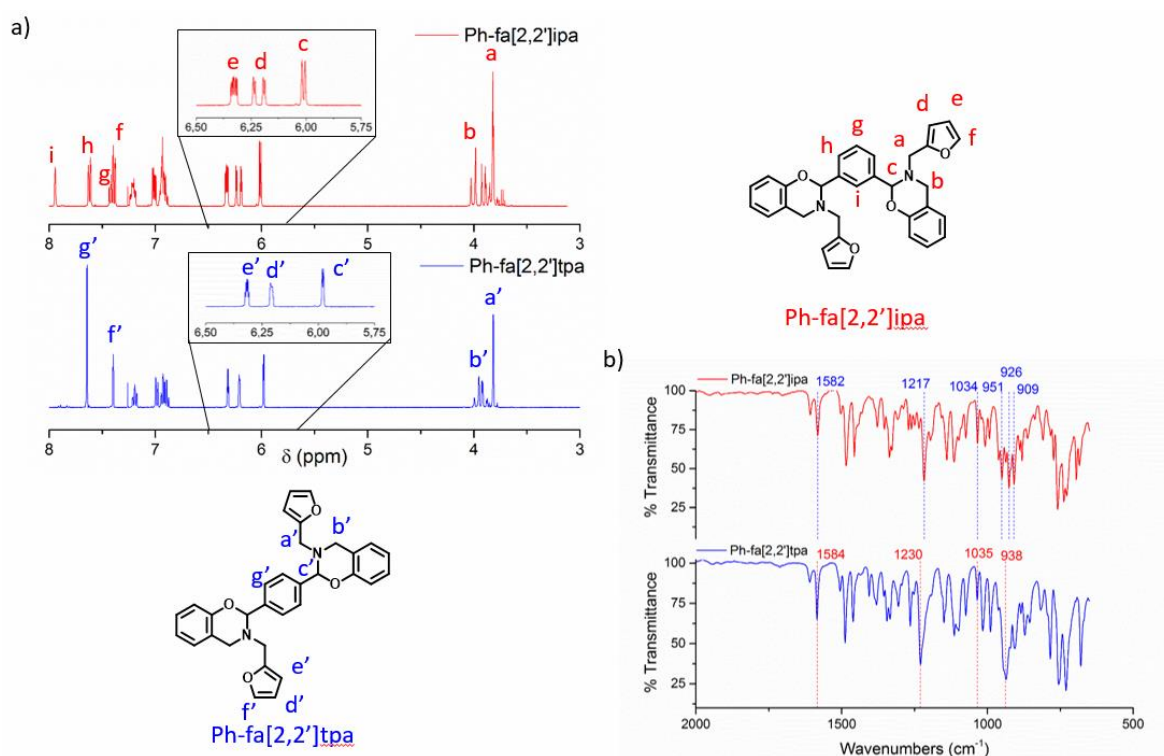 a)
Ph-fa[2,2']ipa
c
a
e
d
6,50 6,25 6,00 5,75
b
f
h
i
g
8 7 6 5 4 3
g'
Ph-fa[2,2']tpa
e' d' c'
6,50 6,25 6,00 5,75
a'
f'
b'
8 7 6 5 4 3
δ (ppm)
d e
g a f
h c
N
O b
i O
N
O
O
Ph-fa[2,2']ipa
O
b'
a' N
c'
g' O
O
N
e'
O
f' d'
Ph-fa[2,2']tpa
b)
926
1582 1217 1034 951 909
Ph-fa[2,2']ipa
100
75
50
25
% Transmittance
Ph-fa[2,2']tpa
1584 1230 1035 938
100
75
50
25
% Transmittance
2000 1500 1000 500
Wavenumbers (cm⁻¹)